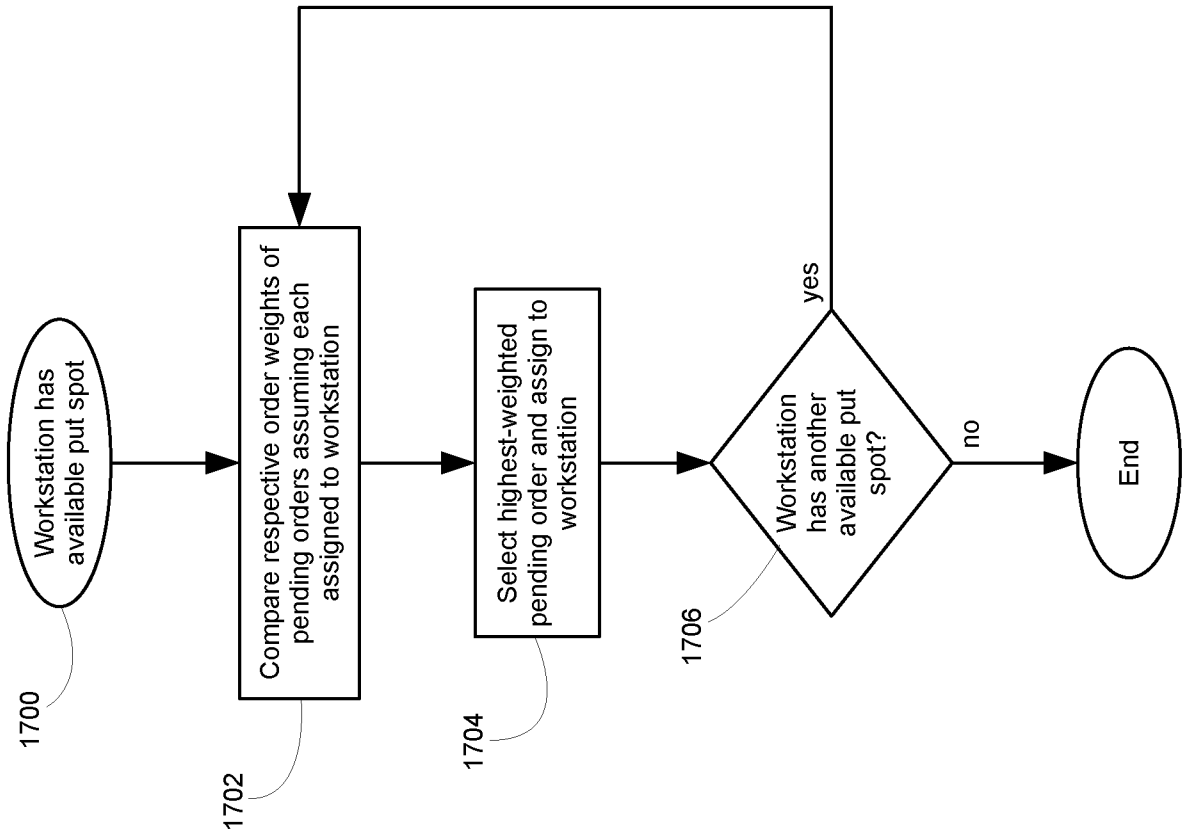 Workstation has
available put spot
1700
Compare respective order weights of
pending orders assuming each
assigned to workstation
1702
Select highest-weighted
pending order and assign to
workstation
1704
Workstation
has another
available put
spot?
1706
yes
no
End